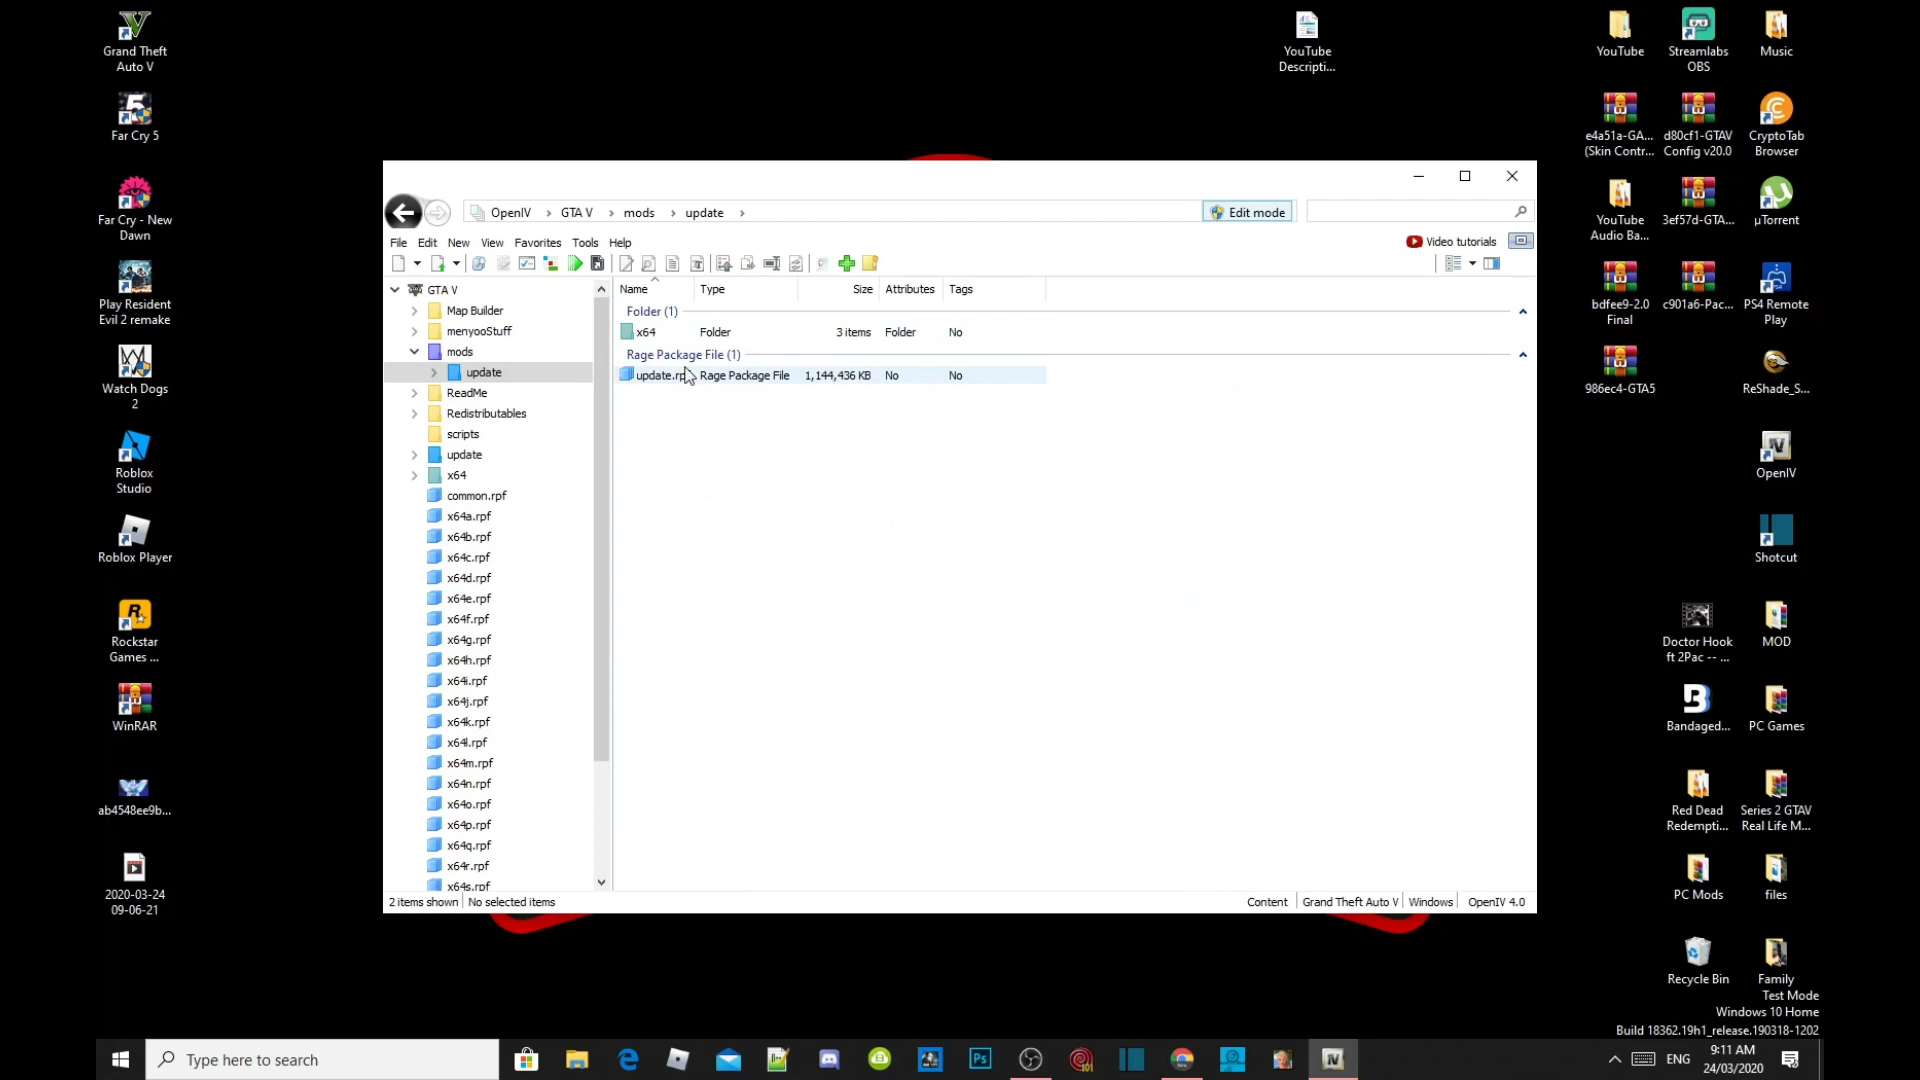 Grand Theft
Auto V
Far Cry 5
Far Cry - New
Dawn
Play Resident
Evil 2 remake
Watch Dogs
2
Roblox
Studio
Roblox Player
Rockstar
Games ...
WinRAR
ab4548ee9b...
2020-03-24
09-06-21
YouTube
Descripti...
YouTube
Streamlabs
OBS
Music
e4a51a-GA...
(Skin Contr...
d80cf1-GTAV
Config v20.0
CryptoTab
Browser
YouTube
Audio Ba...
3ef57d-GTA...
µTorrent
bdfee9-2.0
Final
c901a6-Pac...
PS4 Remote
Play
986ec4-GTA5
ReShade_S...
OpenIV
Shotcut
Doctor Hook
ft 2Pac -- ...
MOD
Bandaged...
PC Games
Red Dead
Redempti...
Series 2 GTAV
Real Life M...
PC Mods
files
Recycle Bin
Family
Test Mode
Windows 10 Home
Build 18362.19h1_release.190318-1202
OpenIV > GTA V > mods > update >
Edit mode
File Edit New View Favorites Tools Help
Video tutorials
GTA V
Map Builder
menyooStuff
mods
update
ReadMe
Redistributables
scripts
update
x64
common.rpf
x64a.rpf
x64b.rpf
x64c.rpf
x64d.rpf
x64e.rpf
x64f.rpf
x64g.rpf
x64h.rpf
x64i.rpf
x64j.rpf
x64k.rpf
x64l.rpf
x64m.rpf
x64n.rpf
x64o.rpf
x64p.rpf
x64q.rpf
x64r.rpf
x64s.rpf
Name Type Size Attributes Tags
Folder (1)
x64 Folder 3 items Folder No
Rage Package File (1)
update.rpf Rage Package File 1,144,436 KB No No
2 items shown No selected items
Content Grand Theft Auto V Windows OpenIV 4.0
Type here to search
Ps
101
ENG
9:11 AM
24/03/2020